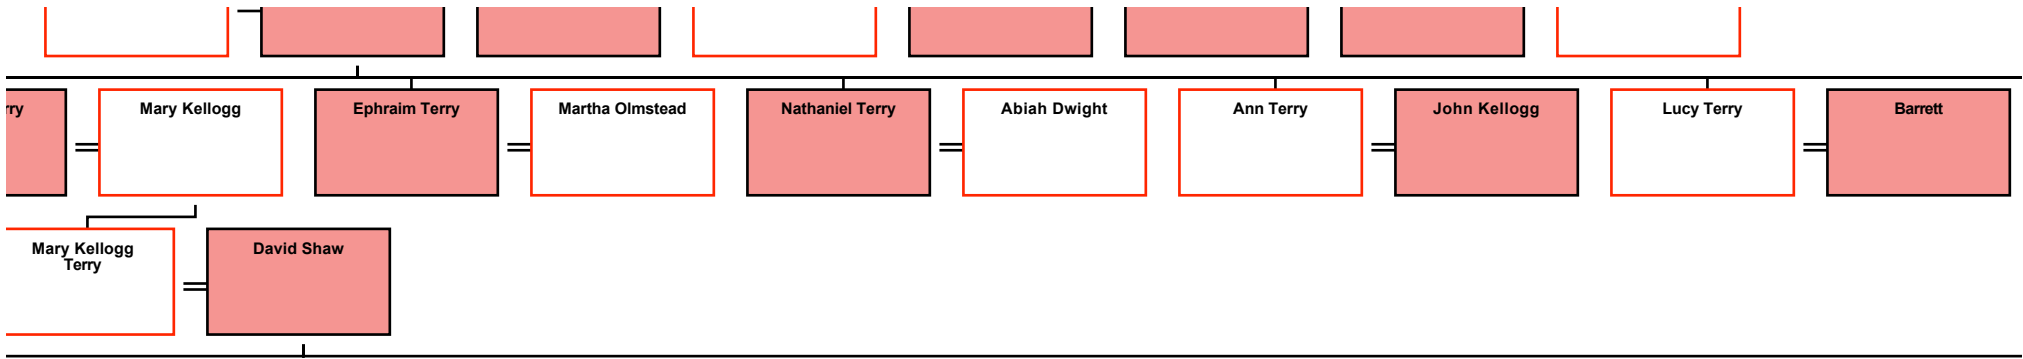 rry
Mary Kellogg
Ephraim Terry
Martha Olmstead
Nathaniel Terry
Abiah Dwight
Ann Terry
John Kellogg
Lucy Terry
Barrett
Mary Kellogg
Terry
David Shaw